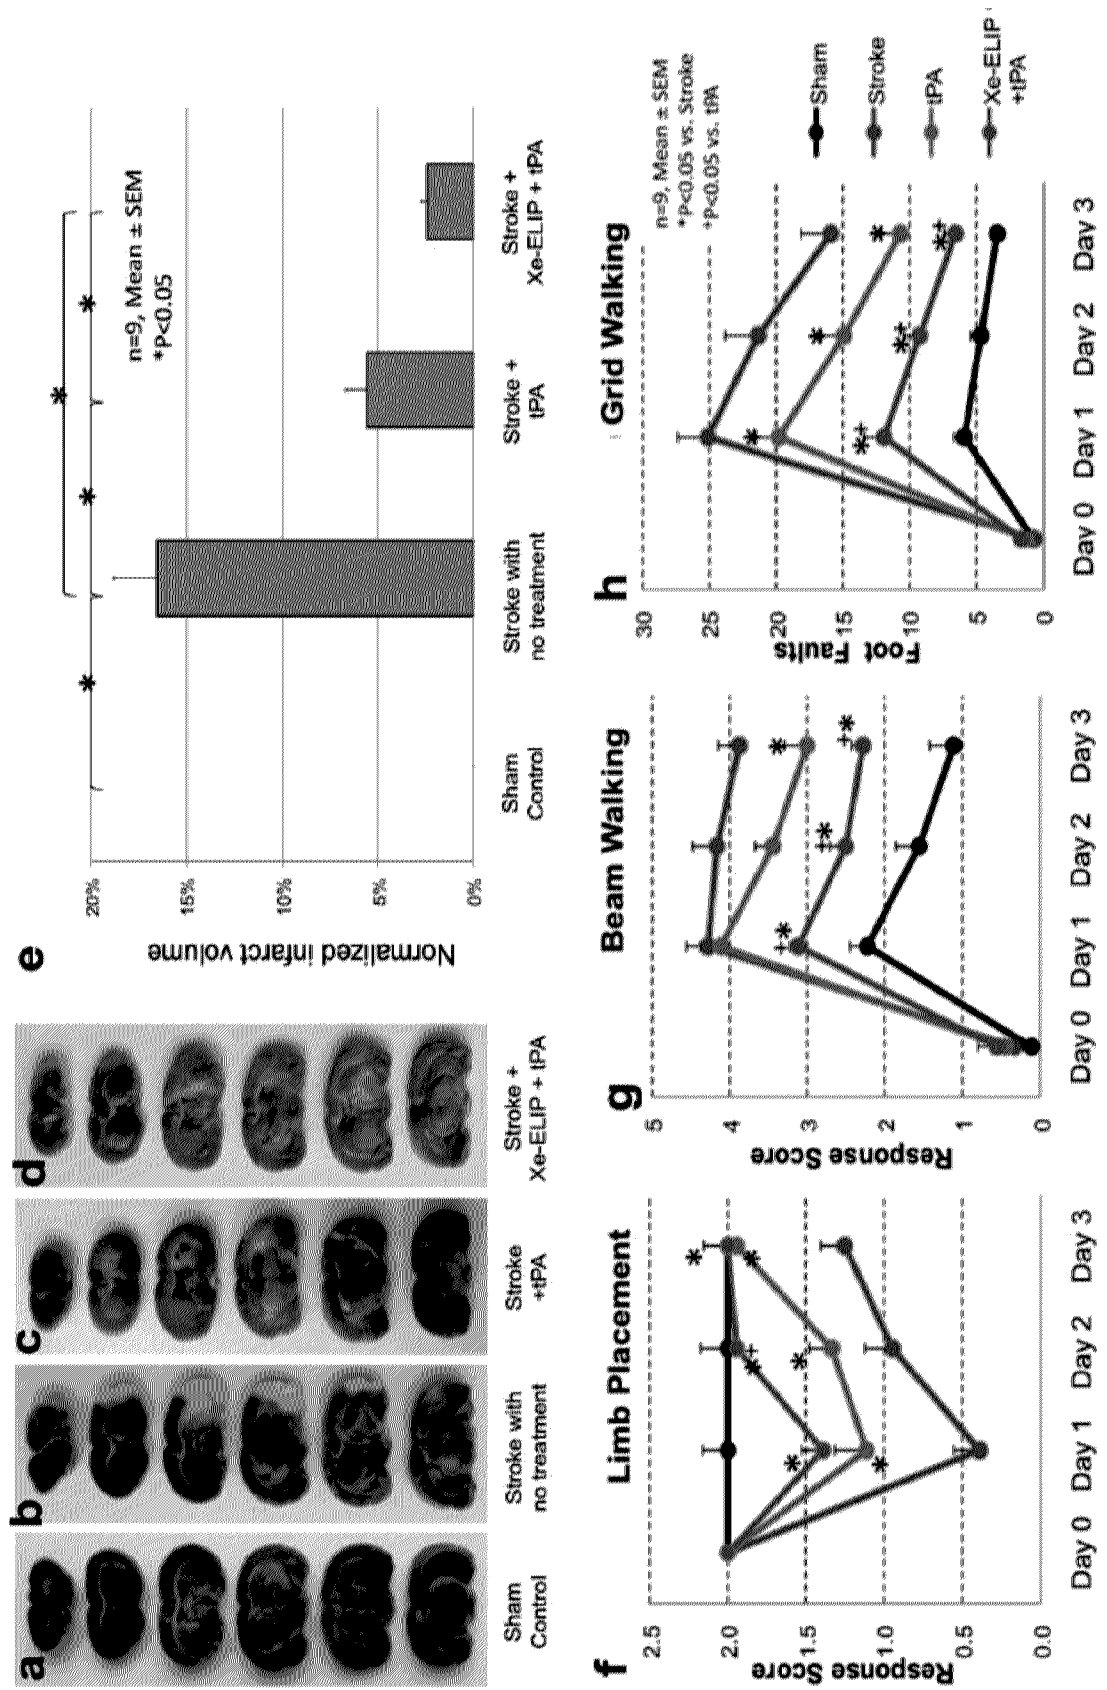 a
Sham
Control
b
Stroke with
no treatment
c
Stroke
+tPA
d
Stroke +
Xe-ELIP + tPA
e
Normalized infarct volume
20%
15%
10%
5%
0%
*
*
*
*
n=9, Mean ± SEM
*P<0.05
Sham
Control
Stroke with
no treatment
Stroke +
tPA
Stroke +
Xe-ELIP + tPA
f
Limb Placement
Response Score
2.5
2.0
1.5
1.0
0.5
0.0
*
*
*
*+
*
*
Day 0 Day 1 Day 2 Day 3
g
Beam Walking
Response Score
5
4
3
2
1
0
+*
+*
*
+*
Day 0 Day 1 Day 2 Day 3
h
Grid Walking
Foot Faults
30
25
20
15
10
5
0
*
*+
*
*+
*
*+
Day 0 Day 1 Day 2 Day 3
n=9, Mean ± SEM
*P<0.05 vs. Stroke
+P<0.05 vs. tPA
Sham
Stroke
tPA
Xe-ELIP
+tPA